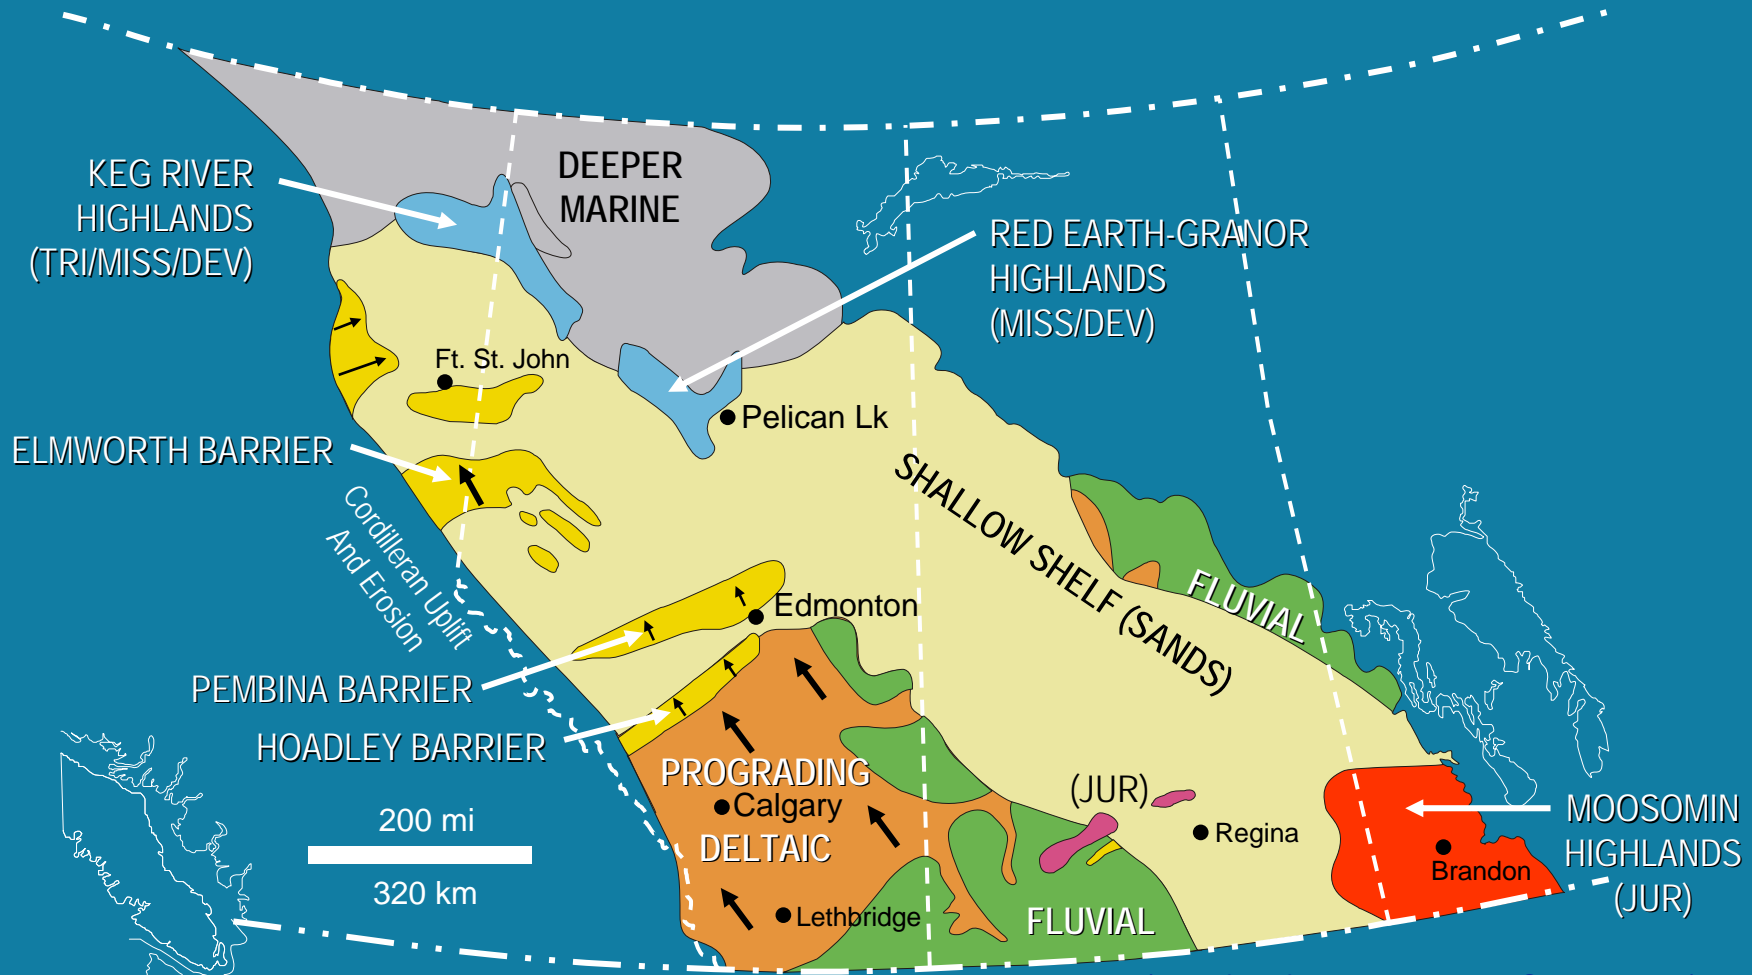 KEG RIVER
HIGHLANDS
(TRI/MISS/DEV)
DEEPER
MARINE
RED EARTH-GRANOR
HIGHLANDS
(MISS/DEV)
Ft. St. John
Pelican Lk
ELMWORTH BARRIER
Cordilleran Uplift
And Erosion
SHALLOW SHELF (SANDS)
FLUVIAL
Edmonton
PEMBINA BARRIER
HOADLEY BARRIER
PROGRADING
Calgary
DELTAIC
(JUR)
Regina
200 mi
320 km
MOOSOMIN
HIGHLANDS
(JUR)
Brandon
Lethbridge
FLUVIAL